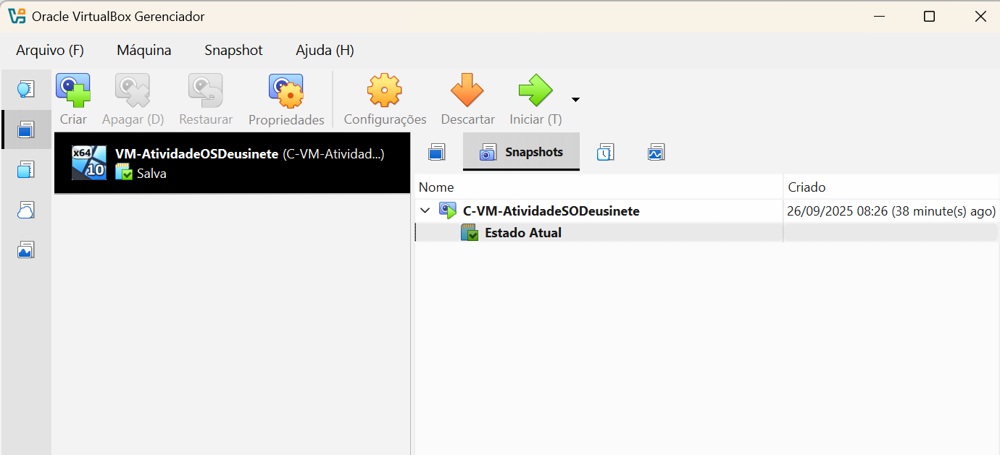 Oracle VirtualBox Gerenciador
Arquivo (F) Máquina Snapshot Ajuda (H)
Criar Apagar (D) Restaurar Propriedades Configurações Descartar Iniciar (T)
x64 10
VM-AtividadeOSDeusinete (C-VM-Atividad...)
Salva
Snapshots
Nome Criado
C-VM-AtividadeSODeusinete 26/09/2025 08:26 (38 minute(s) ago)
Estado Atual